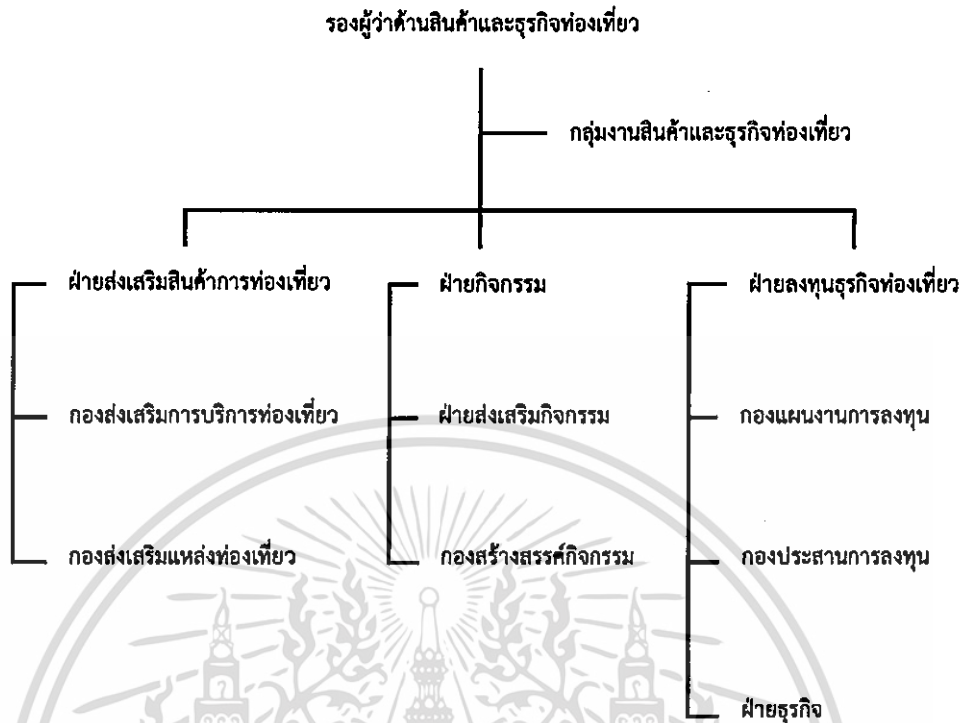 รองผู้ว่าด้านสินค้าและธุรกิจท่องเที่ยว
กลุ่มงานสินค้าและธุรกิจท่องเที่ยว
ฝ่ายส่งเสริมสินค้าการท่องเที่ยว
ฝ่ายกิจกรรม
ฝ่ายลงทุนธุรกิจท่องเที่ยว
กองส่งเสริมการบริการท่องเที่ยว
ฝ่ายส่งเสริมกิจกรรม
กองแผนงานการลงทุน
กองส่งเสริมแหล่งท่องเที่ยว
กองสร้างสรรค์กิจกรรม
กองประสานการลงทุน
ฝ่ายธุรกิจ